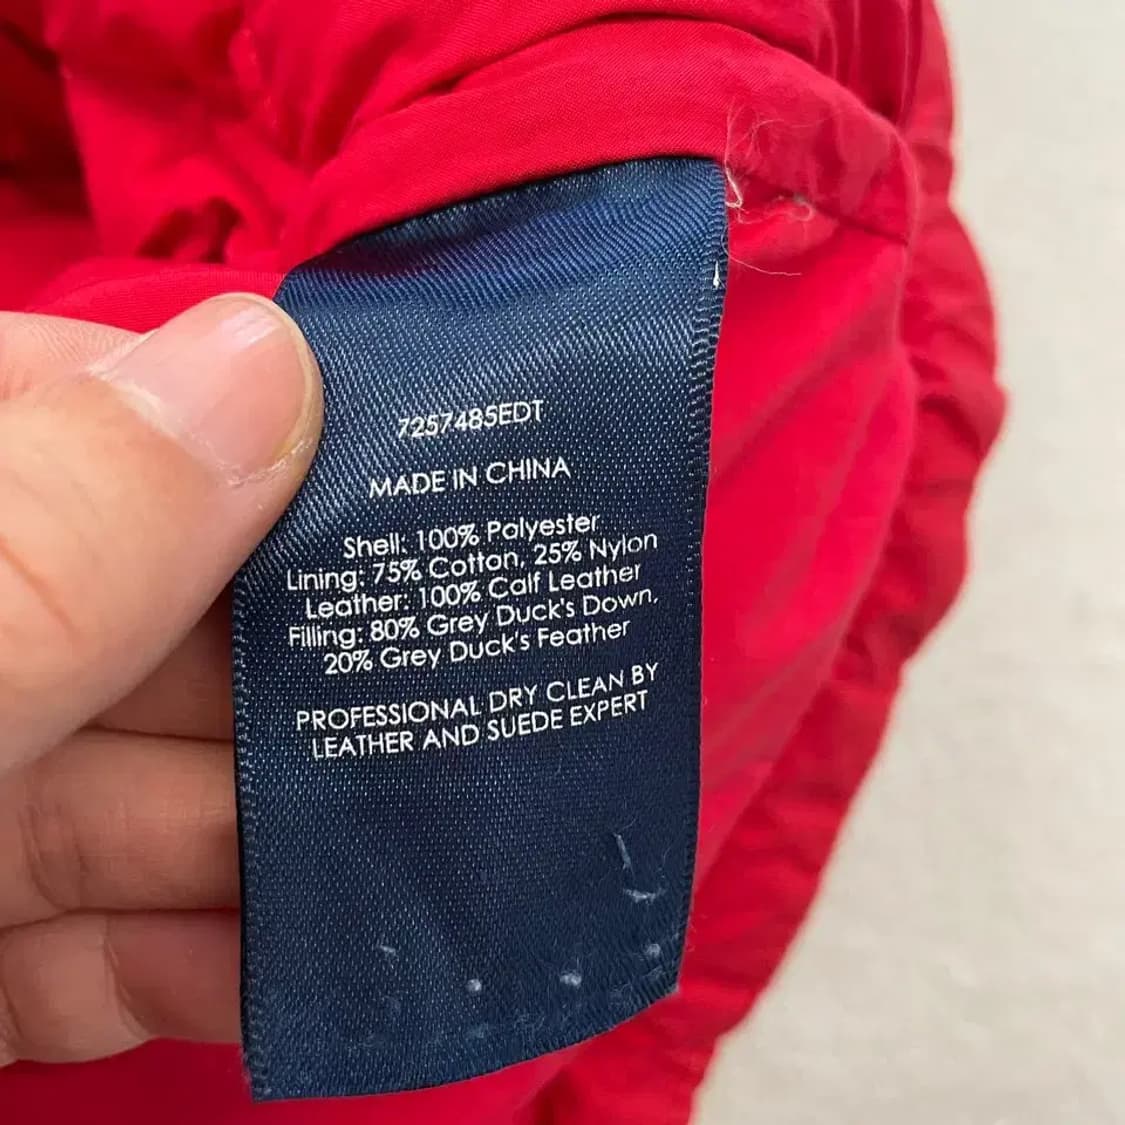 7257485EDT
MADE IN CHINA
Shell: 100% Polyester
Lining: 75% Cotton, 25% Nylon
Leather: 100% Calf Leather
Filling: 80% Grey Duck's Down,
20% Grey Duck's Feather
PROFESSIONAL DRY CLEAN BY
LEATHER AND SUEDE EXPERT